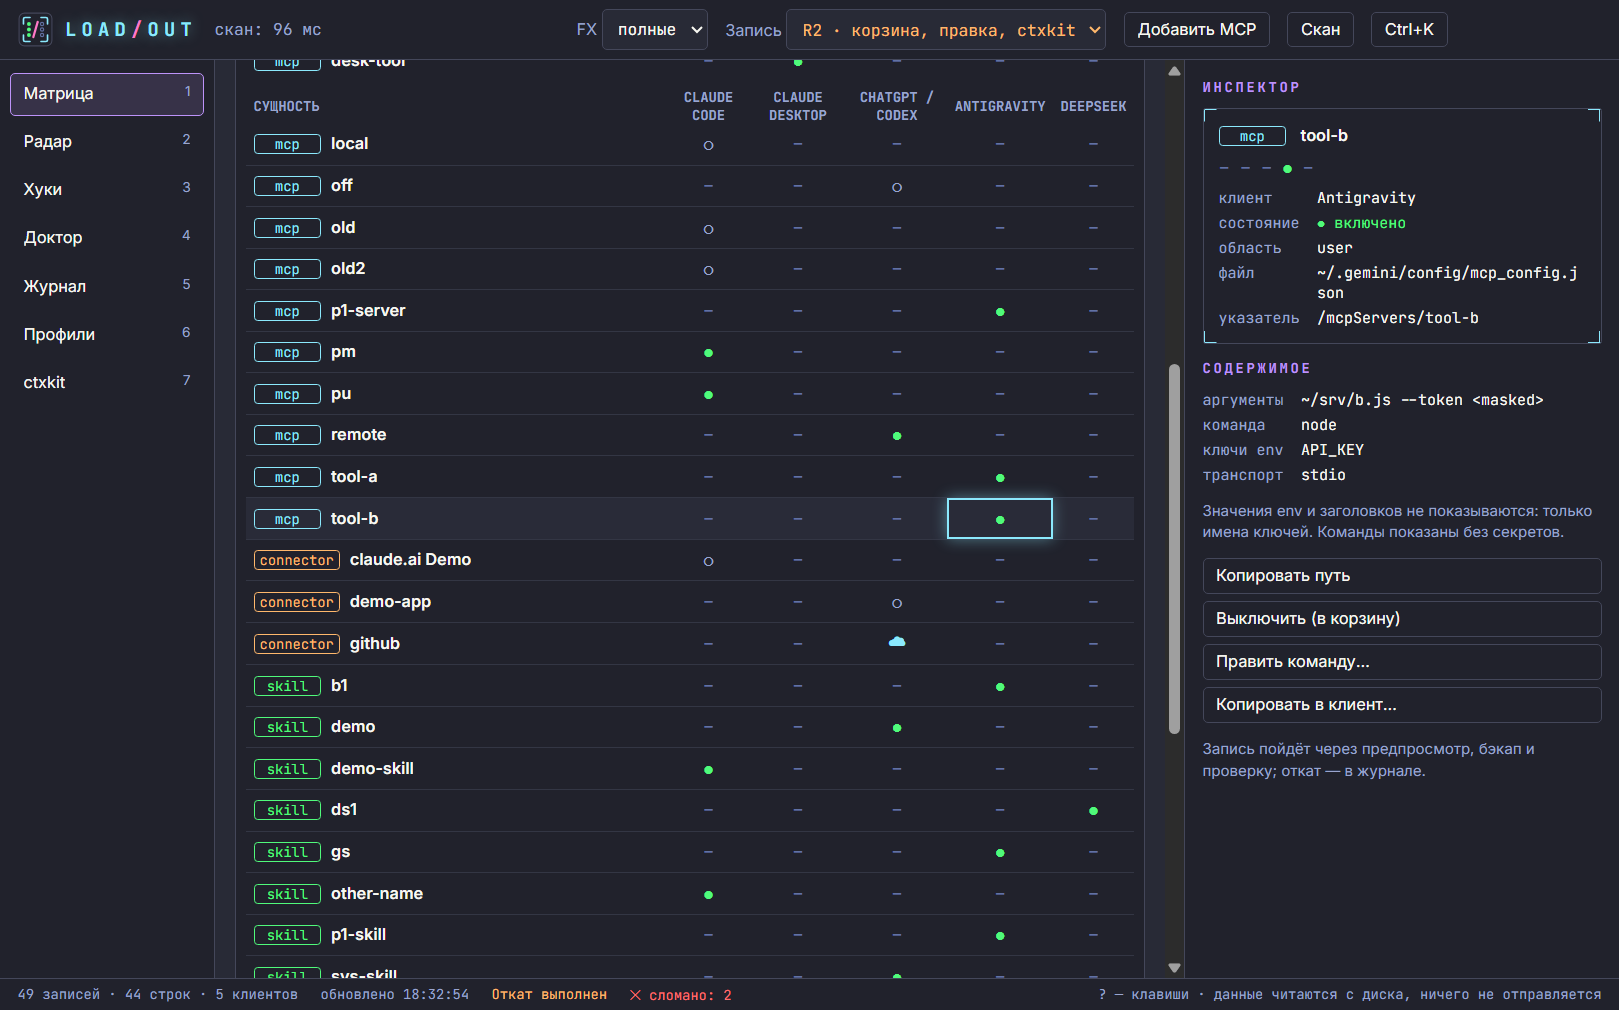 LOAD/OUT
скан: 96 мс
FX
полные
Запись
R2 · корзина, правка, ctxkit
Добавить MCP
Скан
Ctrl+K
Матрица 1
Радар 2
Хуки 3
Доктор 4
Журнал 5
Профили 6
ctxkit 7
mcp desk-tool — ● — — —
СУЩНОСТЬ CLAUDE CODE CLAUDE DESKTOP CHATGPT / CODEX ANTIGRAVITY DEEPSEEK
mcp local ○ — — — —
mcp off — — ○ — —
mcp old ○ — — — —
mcp old2 ○ — — — —
mcp p1-server — — — ● —
mcp pm ● — — — —
mcp pu ● — — — —
mcp remote — — ● — —
mcp tool-a — — — ● —
mcp tool-b — — — ● —
connector claude.ai Demo ○ — — — —
connector demo-app — — ○ — —
connector github — — ☁ — —
skill b1 — — — ● —
skill demo — — ● — —
skill demo-skill ● — — — —
skill ds1 — — — — ●
skill gs — — — ● —
skill other-name ● — — — —
skill p1-skill — — — ● —
skill sys-skill
ИНСПЕКТОР
mcp tool-b
— — — ● —
клиент Antigravity
состояние ● включено
область user
файл ~/.gemini/config/mcp_config.j
son
указатель /mcpServers/tool-b
СОДЕРЖИМОЕ
аргументы ~/srv/b.js --token <masked>
команда node
ключи env API_KEY
транспорт stdio
Значения env и заголовков не показываются: только
имена ключей. Команды показаны без секретов.
Копировать путь
Выключить (в корзину)
Править команду...
Копировать в клиент...
Запись пойдёт через предпросмотр, бэкап и
проверку; откат — в журнале.
49 записей · 44 строк · 5 клиентов обновлено 18:32:54 Откат выполнен ✕ сломано: 2
? — клавиши · данные читаются с диска, ничего не отправляется